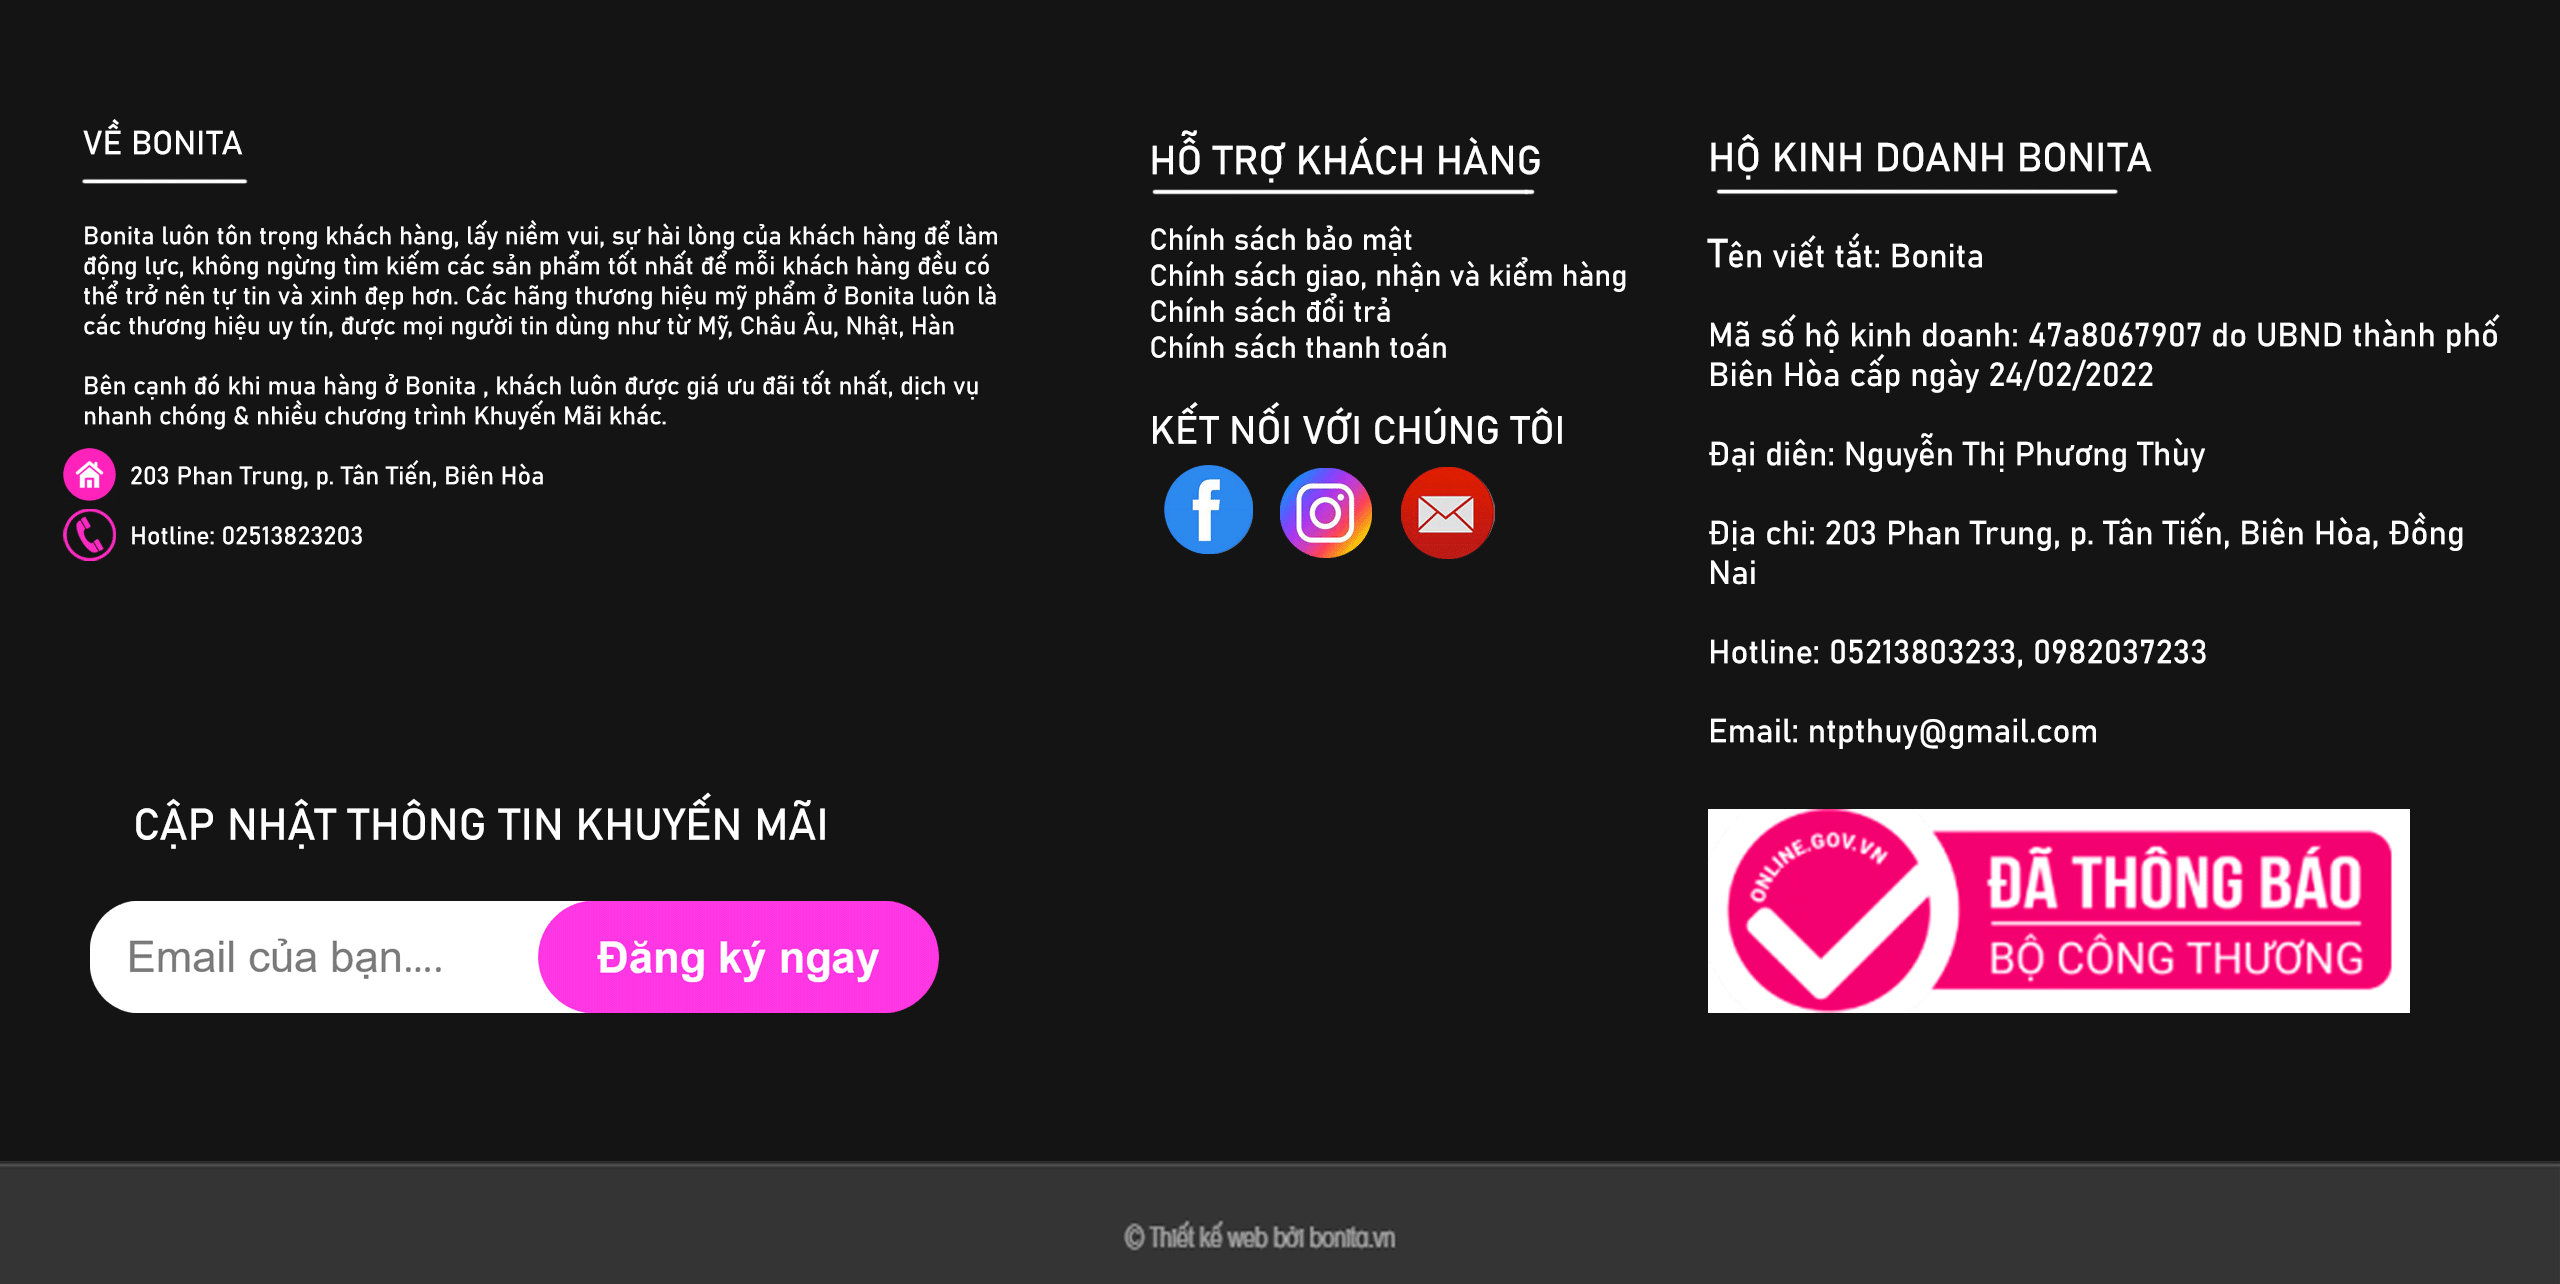 VỀ BONITA
Bonita luôn tôn trọng khách hàng, lấy niềm vui, sự hài lòng của khách hàng để làm
động lực, không ngừng tìm kiếm các sản phẩm tốt nhất để mỗi khách hàng đều có
thể trở nên tự tin và xinh đẹp hơn. Các hãng thương hiệu mỹ phẩm ở Bonita luôn là
các thương hiệu uy tín, được mọi người tin dùng như từ Mỹ, Châu Âu, Nhật, Hàn
Bên cạnh đó khi mua hàng ở Bonita , khách luôn được giá ưu đãi tốt nhất, dịch vụ
nhanh chóng & nhiều chương trình Khuyến Mãi khác.
203 Phan Trung, p. Tân Tiến, Biên Hòa
Hotline: 02513823203
CẬP NHẬT THÔNG TIN KHUYẾN MÃI
Email của bạn....
Đăng ký ngay
HỖ TRỢ KHÁCH HÀNG
Chính sách bảo mật
Chính sách giao, nhận và kiểm hàng
Chính sách đổi trả
Chính sách thanh toán
KẾT NỐI VỚI CHÚNG TÔI
HỘ KINH DOANH BONITA
Tên viết tắt: Bonita
Mã số hộ kinh doanh: 47a8067907 do UBND thành phố
Biên Hòa cấp ngày 24/02/2022
Đại diên: Nguyễn Thị Phương Thùy
Địa chi: 203 Phan Trung, p. Tân Tiến, Biên Hòa, Đồng
Nai
Hotline: 05213803233, 0982037233
Email: ntpthuy@gmail.com
ONLINE.GOV.VN
ĐÃ THÔNG BÁO
BỘ CÔNG THƯƠNG
© Thiết kế web bởi bonita.vn